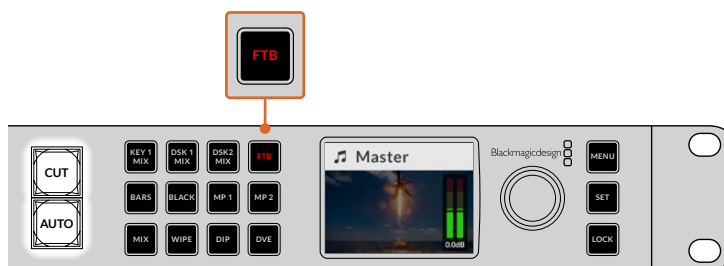 FTB
CUT
AUTO
KEY 1
MIX
DSK 1
MIX
DSK2
MIX
FTB
BARS
BLACK
MP 1
MP 2
MIX
WIPE
DIP
DVE
Master
0.0dB
Blackmagicdesign
MENU
SET
LOCK